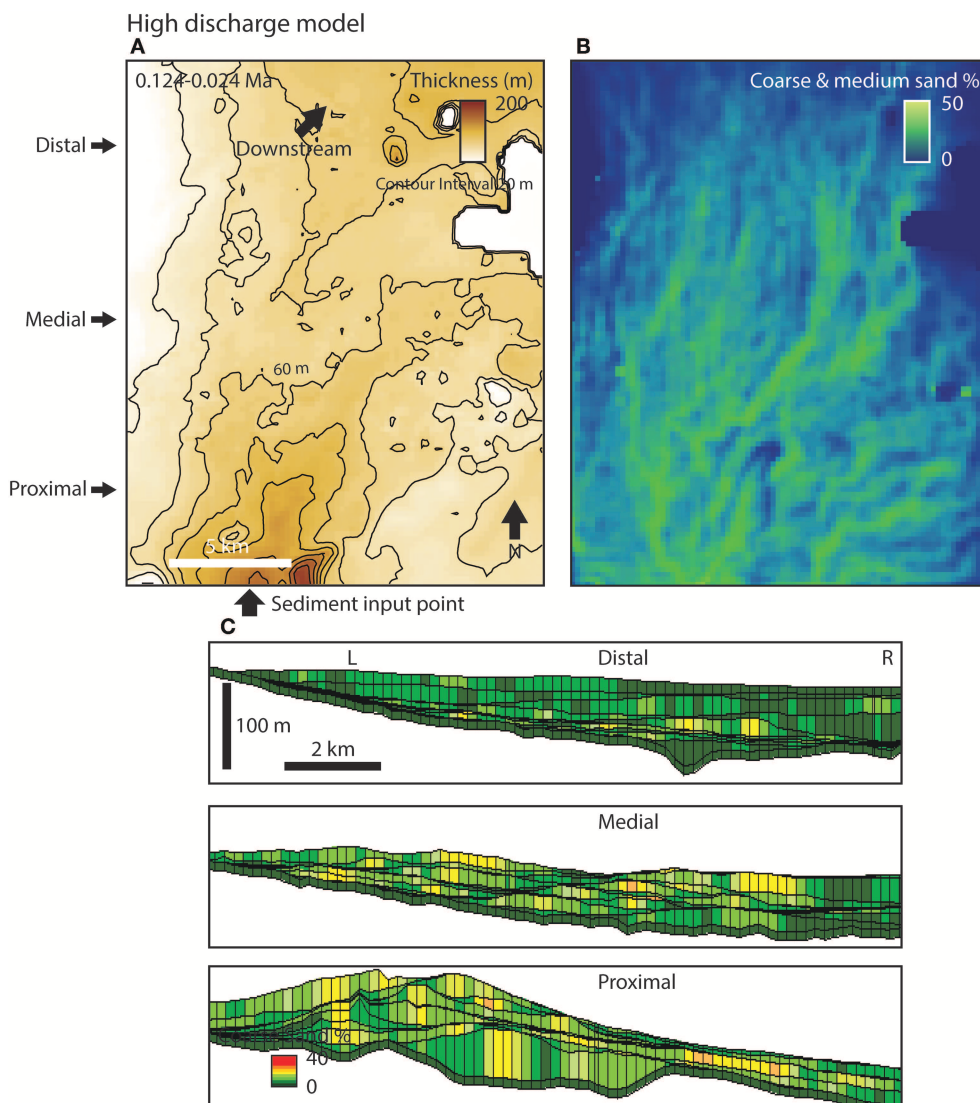 High discharge model
A
B
0.124-0.024 Ma
Thickness (m)
200
Coarse & medium sand %
50
0
Distal
Downstream
Contour Interval 20 m
Medial
60 m
Proximal
5 km
N
Sediment input point
C
L
Distal
R
100 m
2 km
Medial
Proximal
%
40
0